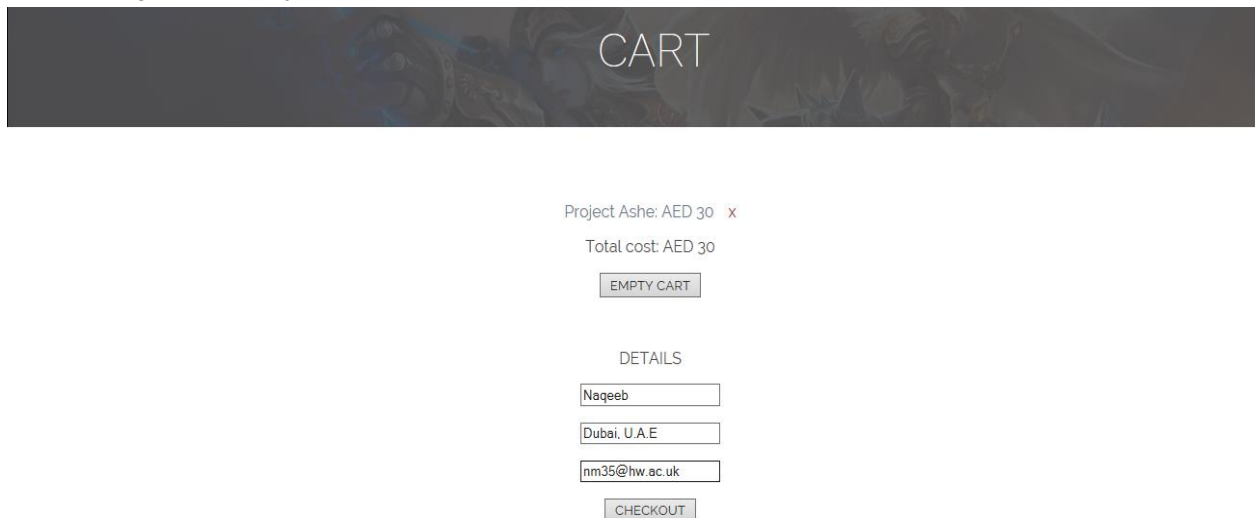 CART
Project Ashe: AED 30 x
Total cost: AED 30
EMPTY CART
DETAILS
Naqeeb
Dubai, U.A.E
nm35@hw.ac.uk
CHECKOUT